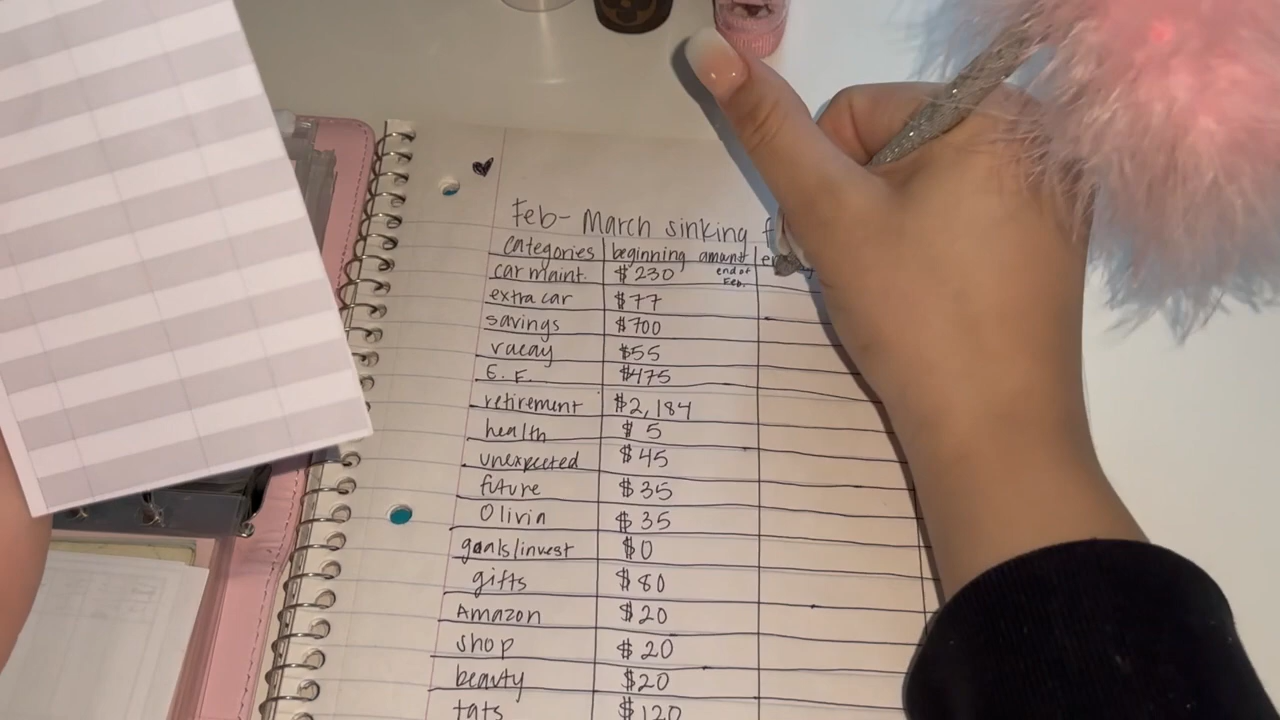 Feb- March sinking f
categories beginning amount
car maint. $230 end of Feb.
extra car $77
savings $700
vacay $55
E.F. $475
retirement $2,184
health $5
unexpected $45
future $35
Olivin $35
goals/invest $0
gifts $80
Amazon $20
shop $20
beauty $20
tats $120